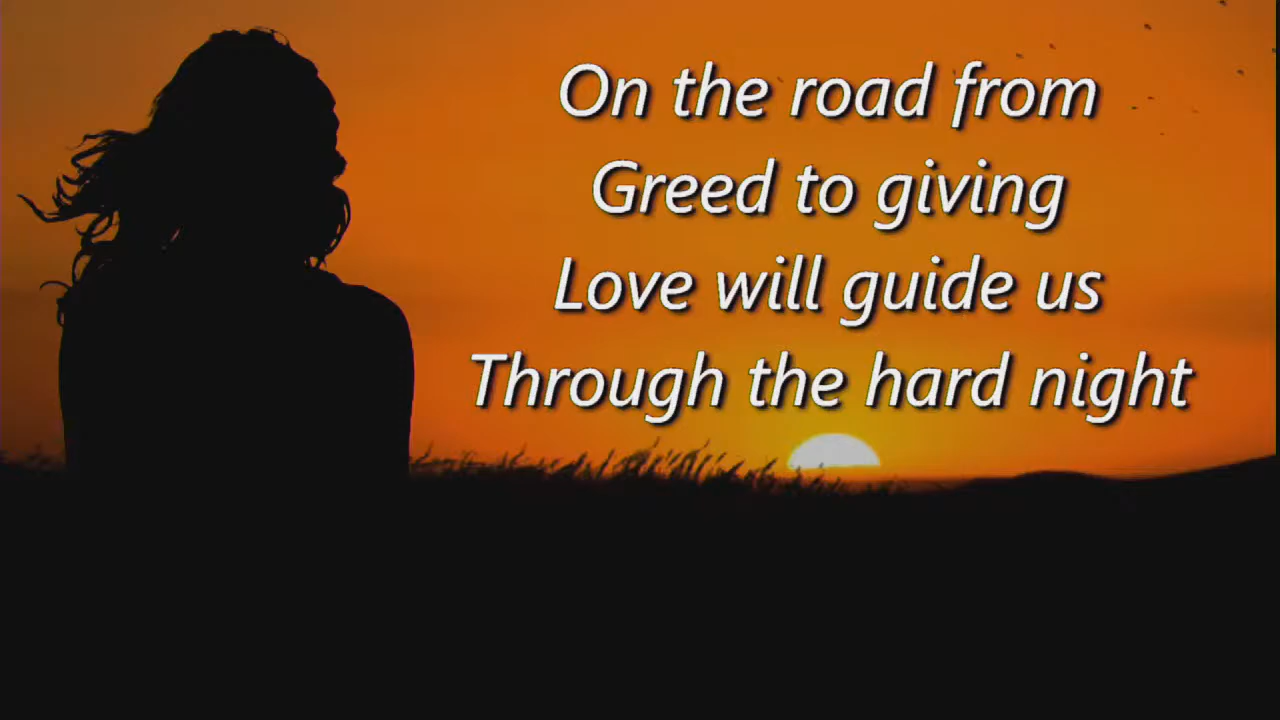 On the road from
Greed to giving
Love will guide us
Through the hard night